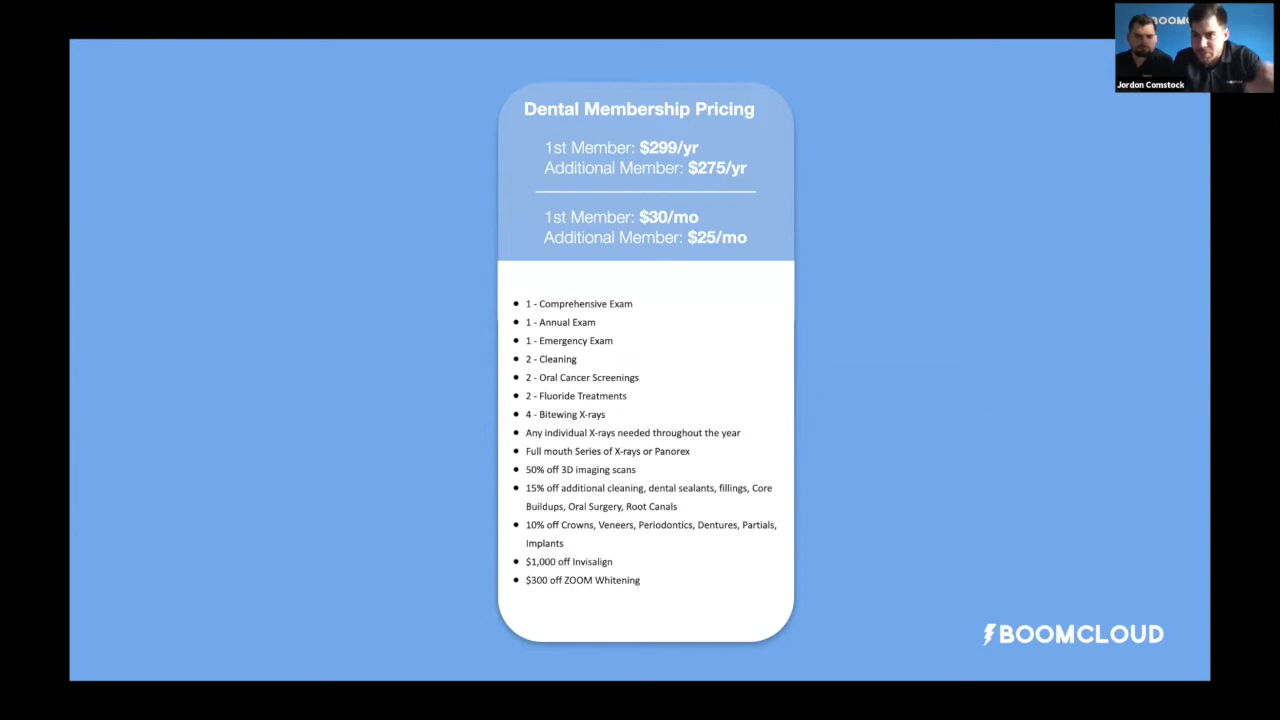 BOOMCLOUD
Jordon Comstock
Dental Membership Pricing
1st Member: $299/yr
Additional Member: $275/yr
1st Member: $30/mo
Additional Member: $25/mo
• 1 - Comprehensive Exam
• 1 - Annual Exam
• 1 - Emergency Exam
• 2 - Cleaning
• 2 - Oral Cancer Screenings
• 2 - Fluoride Treatments
• 4 - Bitewing X-rays
• Any individual X-rays needed throughout the year
• Full mouth Series of X-rays or Panorex
• 50% off 3D imaging scans
• 15% off additional cleaning, dental sealants, fillings, Core
Buildups, Oral Surgery, Root Canals
• 10% off Crowns, Veneers, Periodontics, Dentures, Partials,
Implants
• $1,000 off Invisalign
• $300 off ZOOM Whitening
BOOMCLOUD